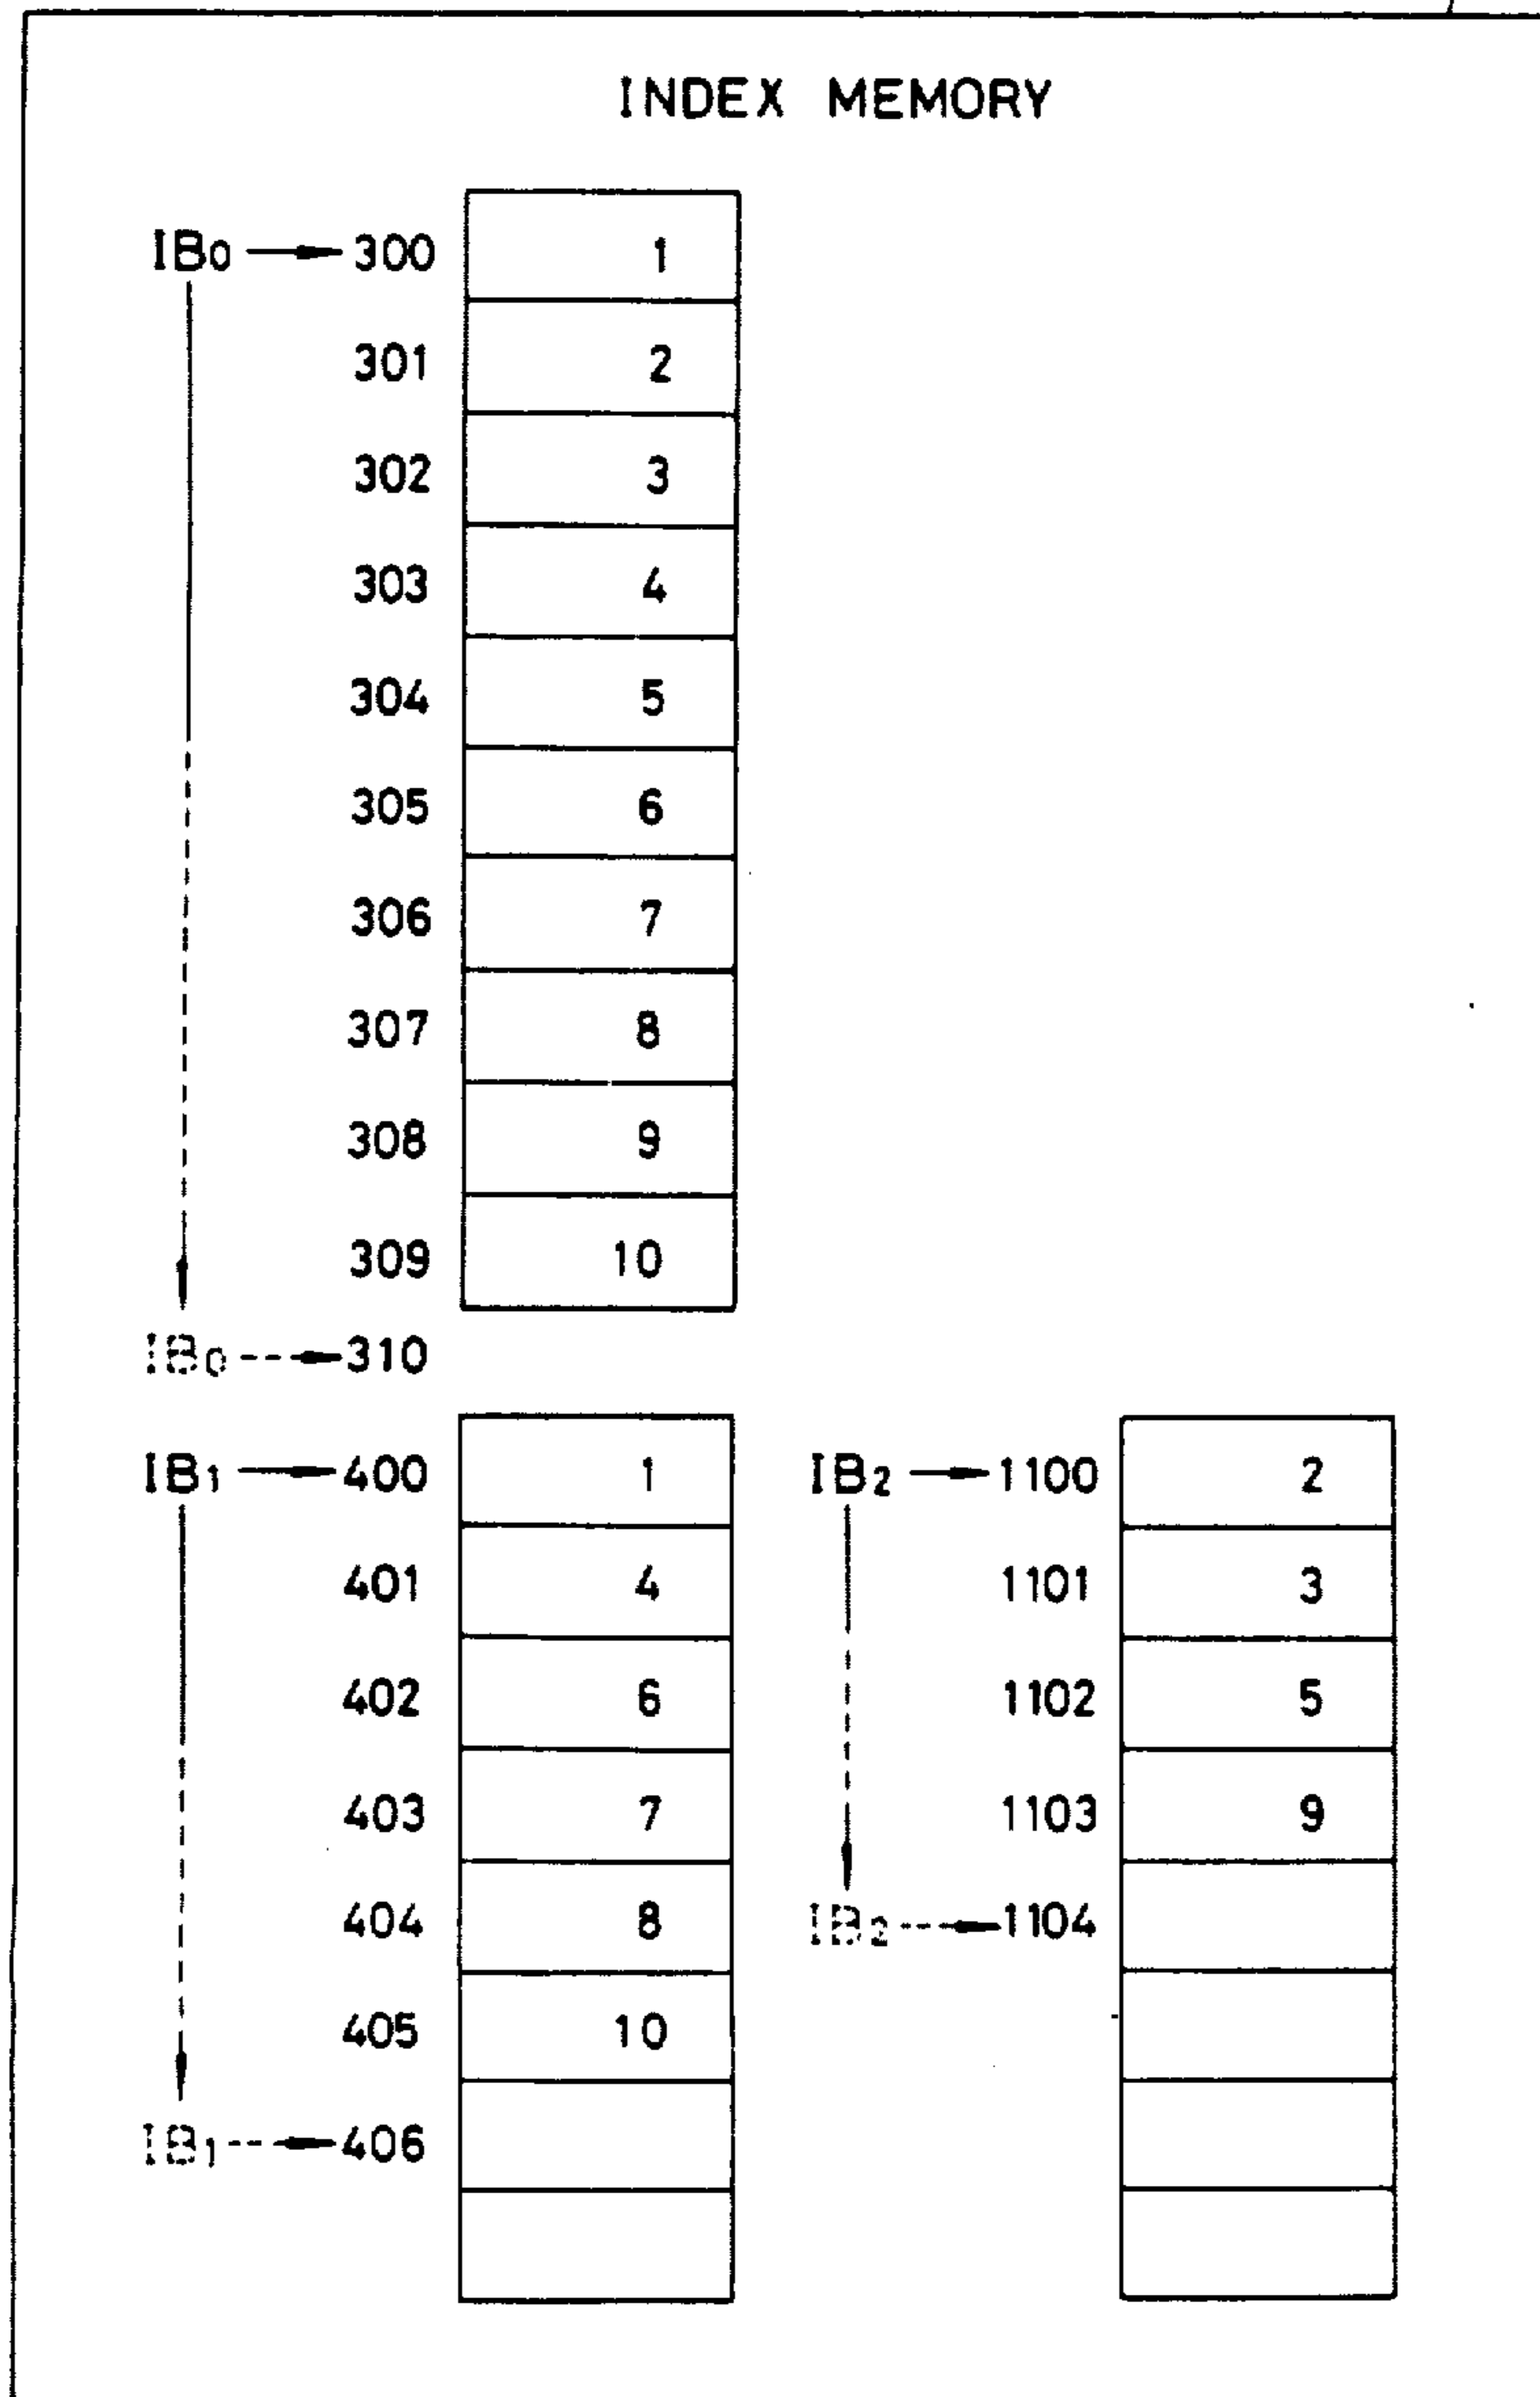 INDEX MEMORY
IB0 300 1
301 2
302 3
303 4
304 5
305 6
306 7
307 8
308 9
309 10
IB0 310
IB1 400 1
401 4
402 6
403 7
404 8
405 10
IB1 406
IB2 1100 2
1101 3
1102 5
1103 9
IB2 1104